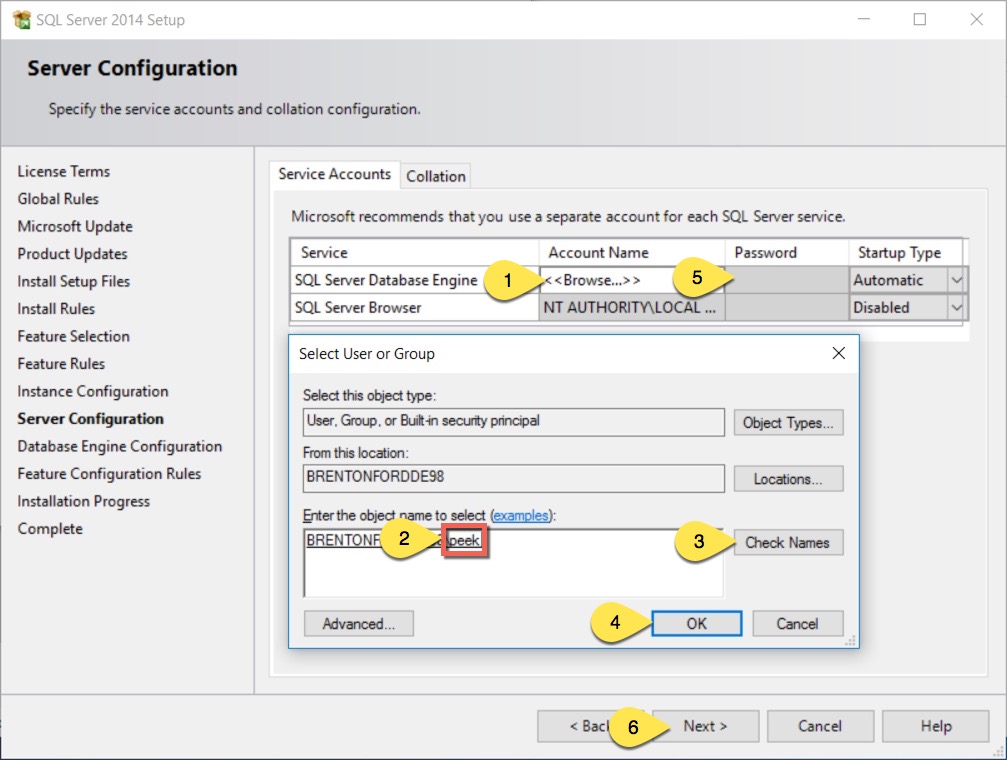 SQL Server 2014 Setup
Server Configuration
Specify the service accounts and collation configuration.
License Terms
Global Rules
Microsoft Update
Product Updates
Install Setup Files
Install Rules
Feature Selection
Feature Rules
Instance Configuration
Server Configuration
Database Engine Configuration
Feature Configuration Rules
Installation Progress
Complete
Service Accounts Collation
Microsoft recommends that you use a separate account for each SQL Server service.
Service Account Name Password Startup Type
SQL Server Database Engine 1 <<Browse...>> 5 Automatic
SQL Server Browser NT AUTHORITY\LOCAL ... Disabled
Select User or Group
Select this object type:
User, Group, or Built-in security principal Object Types...
From this location:
BRENTONFORDDE98 Locations...
Enter the object name to select (examples):
2 peek 3 Check Names
Advanced... 4 OK Cancel
< Back 6 Next > Cancel Help